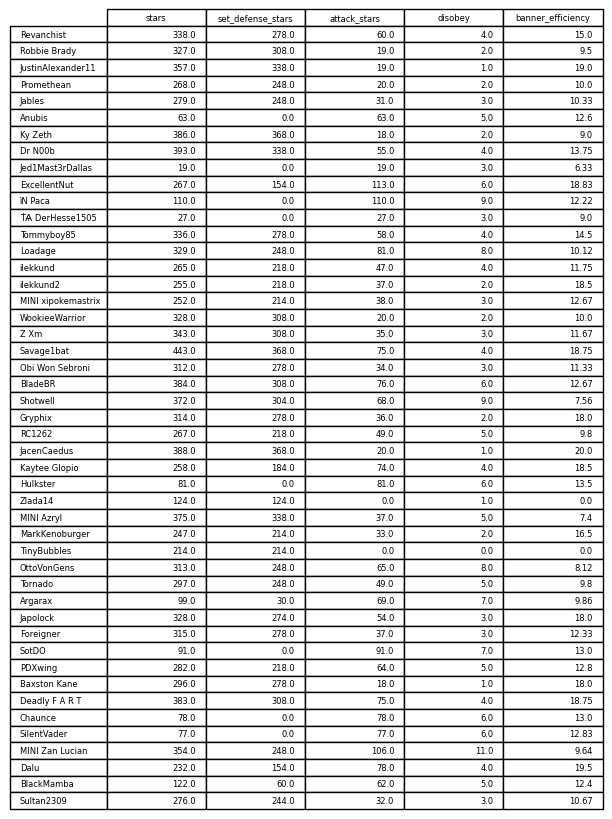 stars set_defense_stars attack_stars disobey banner_efficiency
Revanchist 338.0 278.0 60.0 4.0 15.0
Robbie Brady 327.0 308.0 19.0 2.0 9.5
JustinAlexander11 357.0 338.0 19.0 1.0 19.0
Promethean 268.0 248.0 20.0 2.0 10.0
Jables 279.0 248.0 31.0 3.0 10.33
Anubis 63.0 0.0 63.0 5.0 12.6
Ky Zeth 386.0 368.0 18.0 2.0 9.0
Dr N00b 393.0 338.0 55.0 4.0 13.75
Jed1Mast3rDallas 19.0 0.0 19.0 3.0 6.33
ExcellentNut 267.0 154.0 113.0 6.0 18.83
iN Paca 110.0 0.0 110.0 9.0 12.22
TA DerHesse1505 27.0 0.0 27.0 3.0 9.0
Tommyboy85 336.0 278.0 58.0 4.0 14.5
Loadage 329.0 248.0 81.0 8.0 10.12
ilekkund 265.0 218.0 47.0 4.0 11.75
ilekkund2 255.0 218.0 37.0 2.0 18.5
MINI xipokemastrix 252.0 214.0 38.0 3.0 12.67
WookieeWarrior 328.0 308.0 20.0 2.0 10.0
Z Xm 343.0 308.0 35.0 3.0 11.67
Savage1bat 443.0 368.0 75.0 4.0 18.75
Obi Won Sebroni 312.0 278.0 34.0 3.0 11.33
BladeBR 384.0 308.0 76.0 6.0 12.67
Shotwell 372.0 304.0 68.0 9.0 7.56
Gryphix 314.0 278.0 36.0 2.0 18.0
RC1262 267.0 218.0 49.0 5.0 9.8
JacenCaedus 388.0 368.0 20.0 1.0 20.0
Kaytee Glopio 258.0 184.0 74.0 4.0 18.5
Hulkster 81.0 0.0 81.0 6.0 13.5
Zlada14 124.0 124.0 0.0 1.0 0.0
MINI Azryl 375.0 338.0 37.0 5.0 7.4
MarkKenoburger 247.0 214.0 33.0 2.0 16.5
TinyBubbles 214.0 214.0 0.0 0.0 0.0
OttoVonGens 313.0 248.0 65.0 8.0 8.12
Tornado 297.0 248.0 49.0 5.0 9.8
Argarax 99.0 30.0 69.0 7.0 9.86
Japolock 328.0 274.0 54.0 3.0 18.0
Foreigner 315.0 278.0 37.0 3.0 12.33
SotDO 91.0 0.0 91.0 7.0 13.0
PDXwing 282.0 218.0 64.0 5.0 12.8
Baxston Kane 296.0 278.0 18.0 1.0 18.0
Deadly F A R T 383.0 308.0 75.0 4.0 18.75
Chaunce 78.0 0.0 78.0 6.0 13.0
SilentVader 77.0 0.0 77.0 6.0 12.83
MINI Zan Lucian 354.0 248.0 106.0 11.0 9.64
Dalu 232.0 154.0 78.0 4.0 19.5
BlackMamba 122.0 60.0 62.0 5.0 12.4
Sultan2309 276.0 244.0 32.0 3.0 10.67